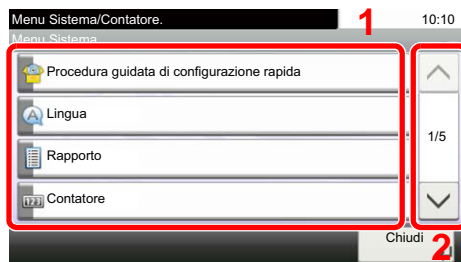 Menu Sistema/Contatore. 1 10:10
Menu Sistema
Procedura guidata di configurazione rapida
Lingua
1/5
Rapporto
123 Contatore
Chiudi 2